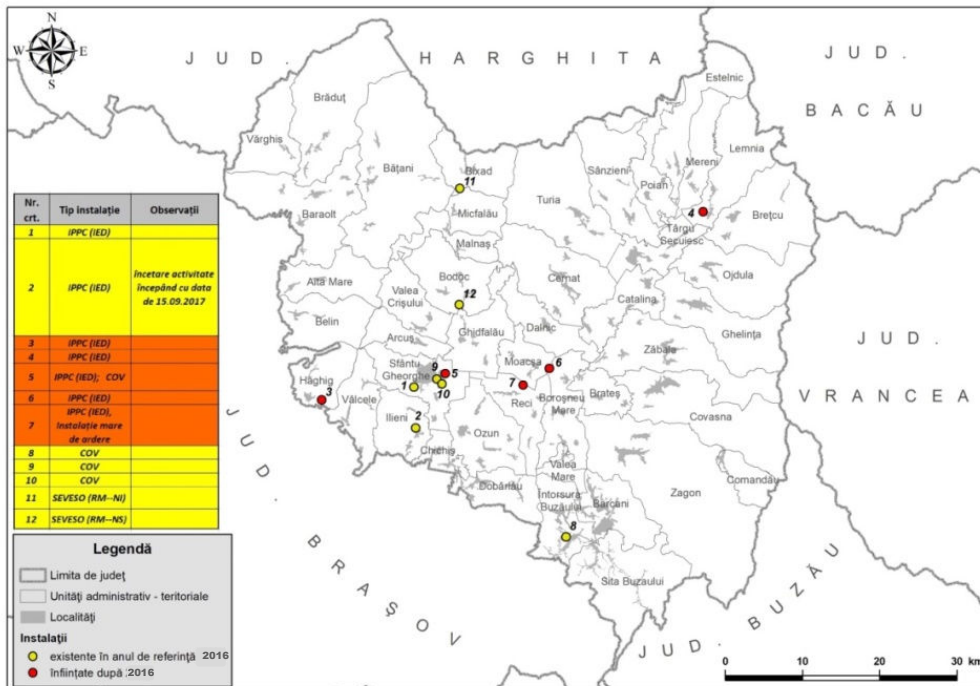 N
W E
S
JUD. HARGHITA
JUD.
BACĂU
JUD.
VRANCEA
JUD. BUZĂU
JUD. BRAȘOV
Estelnic
Brăduț
Vârghiș
Lemnia
Mereni
Bățani
Bixad
11
Sânzieni
Poian
Turia
Baraolt
Micfalău
4
Brețcu
Târgu
Secuiesc
Malnaș
Ojdula
Bodoc
Cernat
Aita Mare
Valea
Crișului
12
Catalina
Belin
Ghidfalău
Dalnic
Ghelința
Arcuș
Zăbala
Sfântu
Gheorghe
9
5
Moacșa
6
Hăghig
3
1
10
7
Reci
Boroșneu
Mare
Brateș
Vâlcele
Covasna
Ilieni
2
Ozun
Chichiș
Valea
Mare
Comandău
Dobârlău
Zagon
Întorsura
Buzăului
Barcani
8
Sita Buzaului
Nr.
crt. Tip instalație Observații
1 IPPC (IED)
2 IPPC (IED) încetare activitate
începând cu data
de 15.09.2017
3 IPPC (IED)
4 IPPC (IED)
5 IPPC (IED); COV
6 IPPC (IED)
7 IPPC (IED),
Instalație mare
de ardere
8 COV
9 COV
10 COV
11 SEVESO (RM--NI)
12 SEVESO (RM--NS)
Legendă
Limita de județ
Unități administrativ - teritoriale
Localități
Instalații
existente în anul de referință 2016
înființate după 2016
0 10 20 30 km